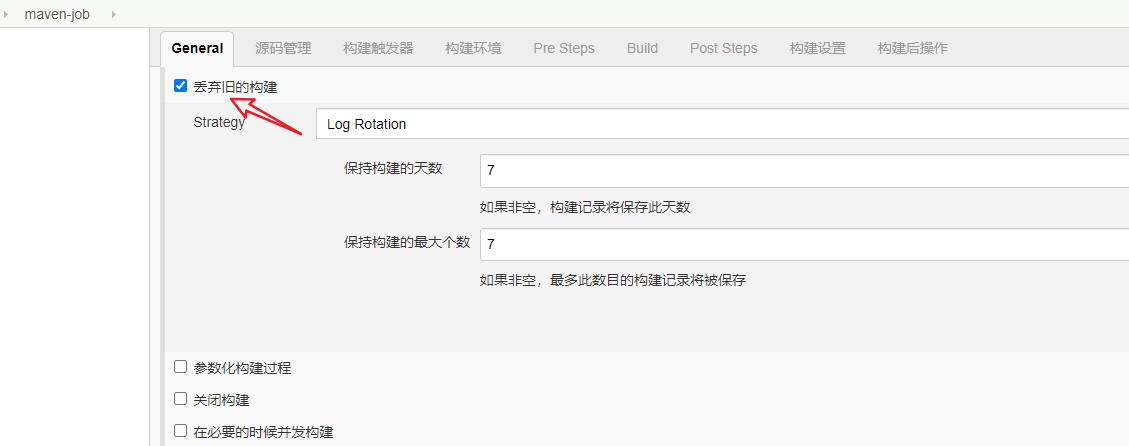 maven-job
General 源码管理 构建触发器 构建环境 Pre Steps Build Post Steps 构建设置 构建后操作
丢弃旧的构建
Strategy Log Rotation
保持构建的天数 7
如果非空，构建记录将保存此天数
保持构建的最大个数 7
如果非空，最多此数目的构建记录将被保存
参数化构建过程
关闭构建
在必要的时候并发构建